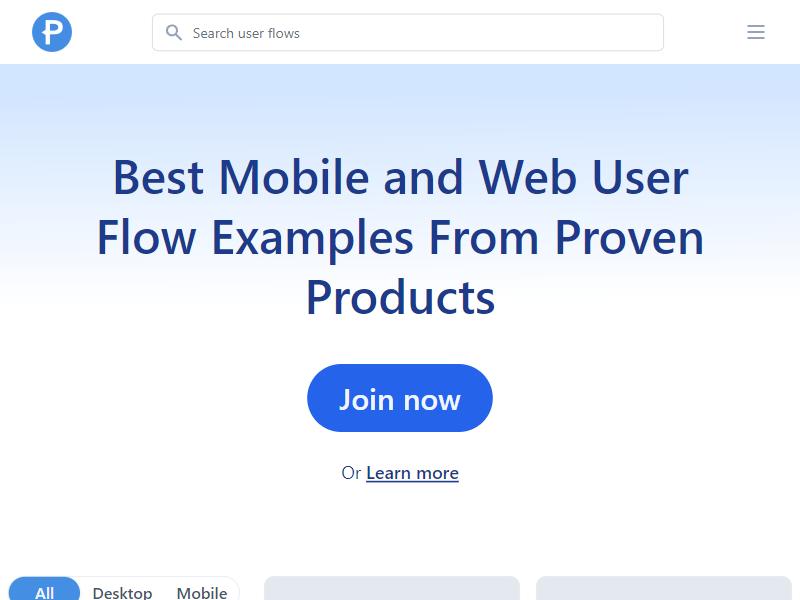 P
Search user flows
Best Mobile and Web User
Flow Examples From Proven
Products
Join now
Or Learn more
All Desktop Mobile